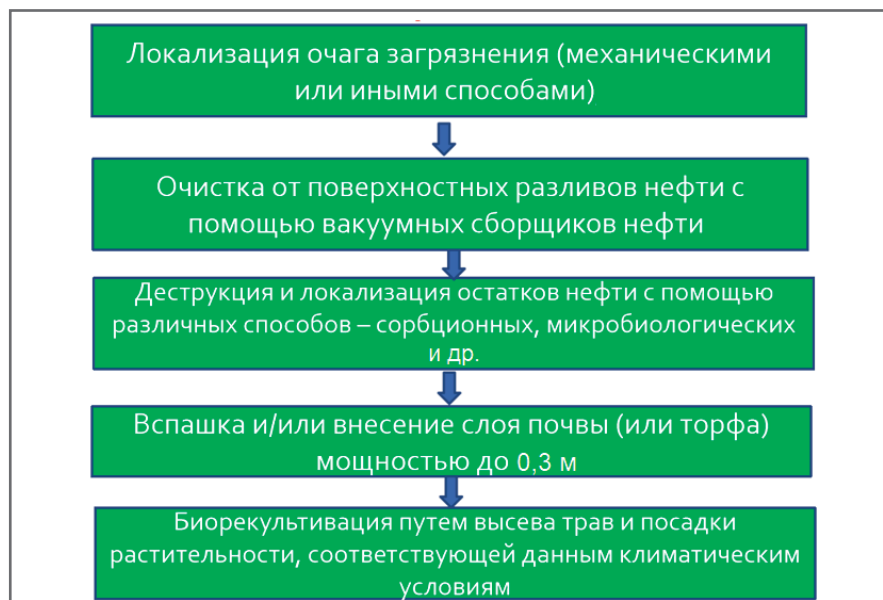 Локализация очага загрязнения (механическими
или иными способами)
Очистка от поверхностных разливов нефти с
помощью вакуумных сборщиков нефти
Деструкция и локализация остатков нефти с помощью
различных способов – сорбционных, микробиологических
и др.
Вспашка и/или внесение слоя почвы (или торфа)
мощностью до 0,3 м
Биорекультивация путем высева трав и посадки
растительности, соответствующей данным климатическим
условиям